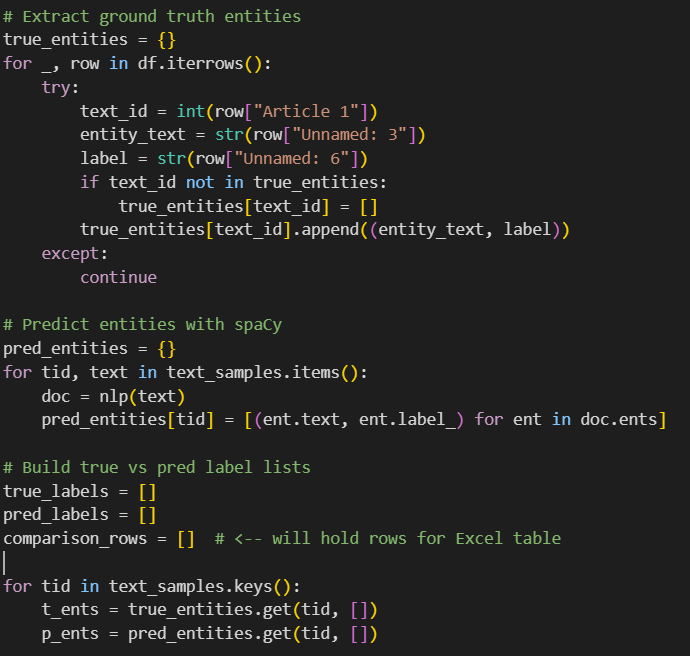 # Extract ground truth entities
true_entities = {}
for _, row in df.iterrows():
    try:
        text_id = int(row["Article 1"])
        entity_text = str(row["Unnamed: 3"])
        label = str(row["Unnamed: 6"])
        if text_id not in true_entities:
            true_entities[text_id] = []
        true_entities[text_id].append((entity_text, label))
    except:
        continue

# Predict entities with spaCy
pred_entities = {}
for tid, text in text_samples.items():
    doc = nlp(text)
    pred_entities[tid] = [(ent.text, ent.label_) for ent in doc.ents]

# Build true vs pred label lists
true_labels = []
pred_labels = []
comparison_rows = []  # <-- will hold rows for Excel table

for tid in text_samples.keys():
    t_ents = true_entities.get(tid, [])
    p_ents = pred_entities.get(tid, [])